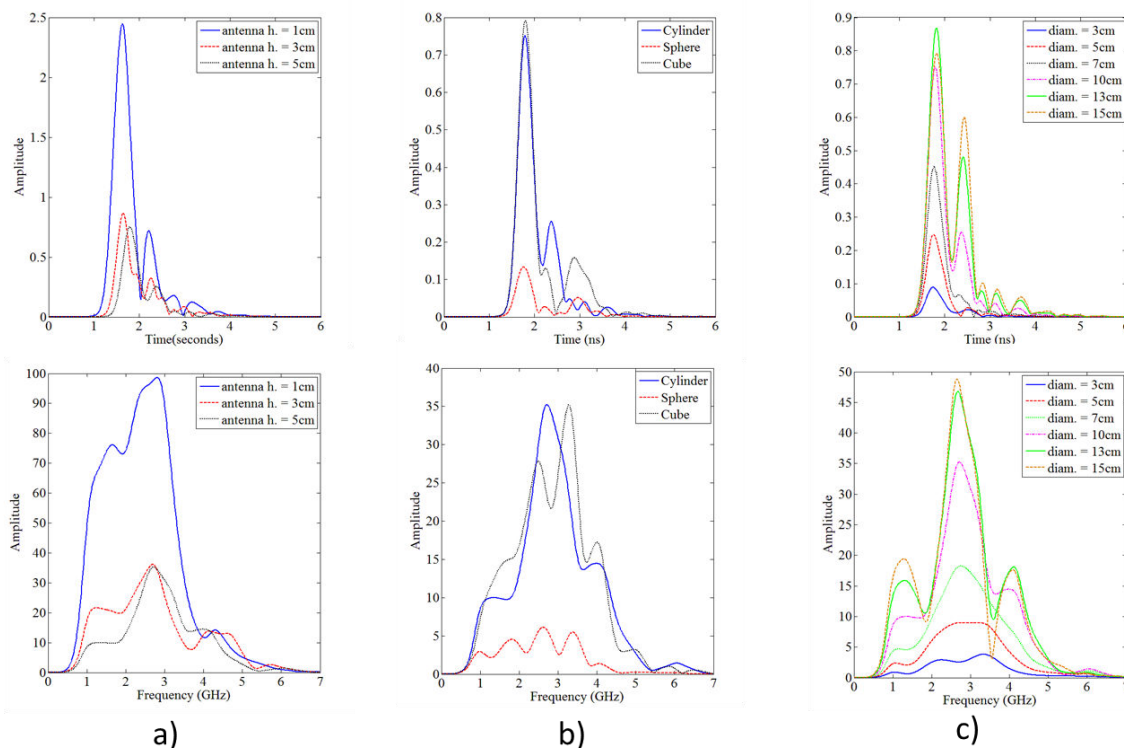 2.5
2
1.5
1
0.5
0
Amplitude
0 1 2 3 4 5 6
Time(seconds)
antenna h. = 1cm
antenna h. = 3cm
antenna h. = 5cm
0.8
0.7
0.6
0.5
0.4
0.3
0.2
0.1
0
Amplitude
0 1 2 3 4 5 6
Time (ns)
Cylinder
Sphere
Cube
0.9
0.8
0.7
0.6
0.5
0.4
0.3
0.2
0.1
0
Amplitude
0 1 2 3 4 5 6
Time (ns)
diam. = 3cm
diam. = 5cm
diam. = 7cm
diam. = 10cm
diam. = 13cm
diam. = 15cm
100
90
80
70
60
50
40
30
20
10
0
Amplitude
0 1 2 3 4 5 6 7
Frequency (GHz)
antenna h. = 1cm
antenna h. = 3cm
antenna h. = 5cm
40
35
30
25
20
15
10
5
0
Amplitude
0 1 2 3 4 5 6 7
Frequency (GHz)
Cylinder
Sphere
Cube
50
45
40
35
30
25
20
15
10
5
0
Amplitude
0 1 2 3 4 5 6 7
Frequency (GHz)
diam. = 3cm
diam. = 5cm
diam. = 7cm
diam. = 10cm
diam. = 13cm
diam. = 15cm
a)
b)
c)